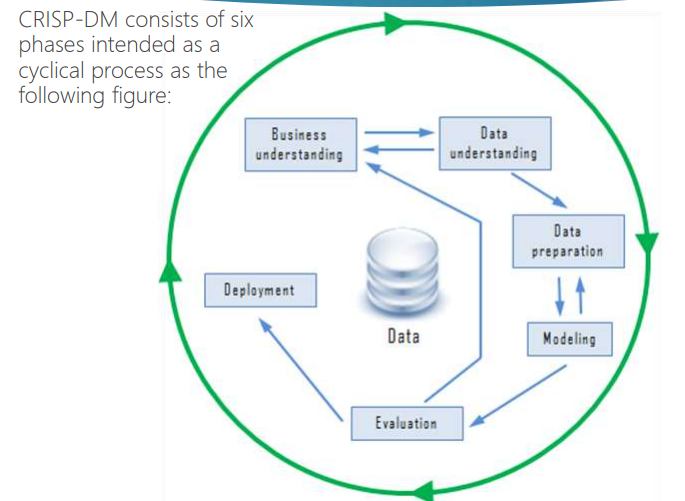 CRISP-DM consists of six
phases intended as a
cyclical process as the
following figure:
Business
understanding
Data
understanding
Data
preparation
Deployment
Data
Modeling
Evaluation